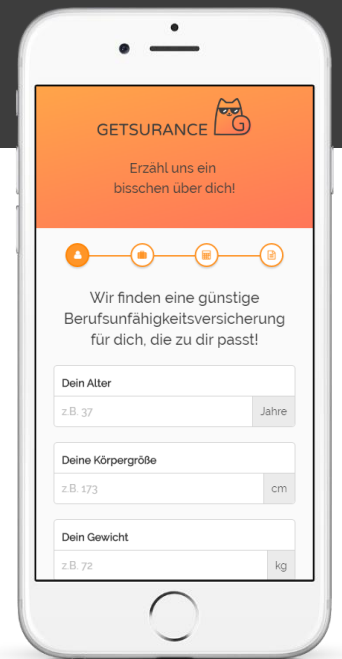 GETSURANCE
Erzähl uns ein
bisschen über dich!
Wir finden eine günstige
Berufsunfähigkeitsversicherung
für dich, die zu dir passt!
Dein Alter
z.B. 37 Jahre
Deine Körpergröße
z.B. 173 cm
Dein Gewicht
z.B. 72 kg